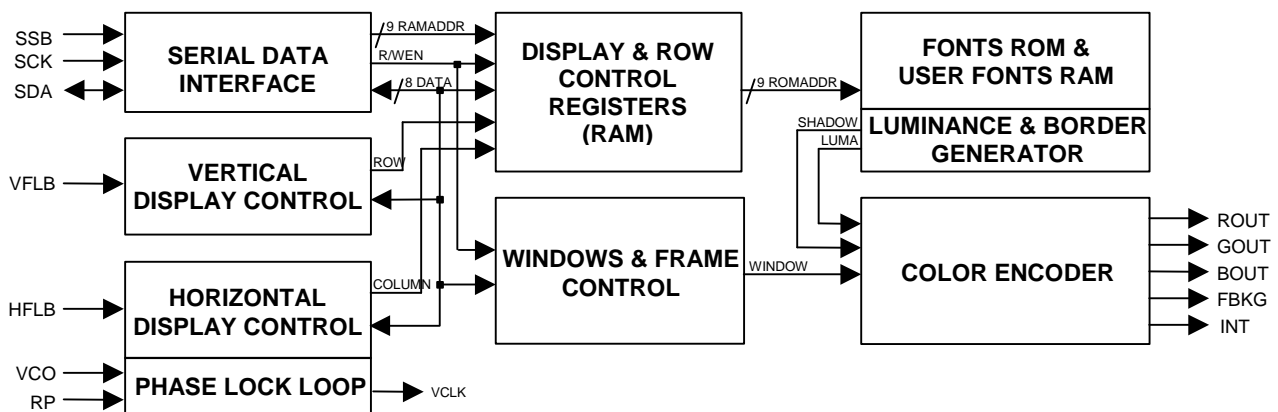 SSB
SCK
SDA
SERIAL DATA
INTERFACE
9 RAMADDR
R/WEN
8 DATA
DISPLAY & ROW
CONTROL
REGISTERS
(RAM)
9 ROMADDR
FONTS ROM &
USER FONTS RAM
SHADOW
LUMA
LUMINANCE & BORDER
GENERATOR
VFLB
VERTICAL
DISPLAY CONTROL
ROW
WINDOWS & FRAME
CONTROL
WINDOW
COLOR ENCODER
ROUT
GOUT
BOUT
FBKG
INT
HFLB
HORIZONTAL
DISPLAY CONTROL
COLUMN
VCO
RP
PHASE LOCK LOOP
VCLK